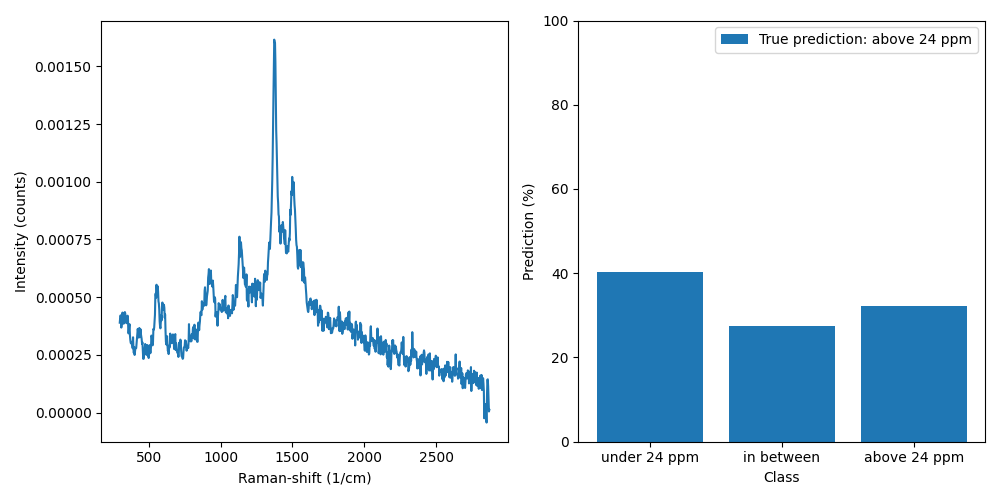 0.00150
0.00125
0.00100
0.00075
0.00050
0.00025
0.00000
Intensity (counts)
500 1000 1500 2000 2500
Raman-shift (1/cm)
100
80
60
40
20
0
Prediction (%)
True prediction: above 24 ppm
under 24 ppm in between above 24 ppm
Class